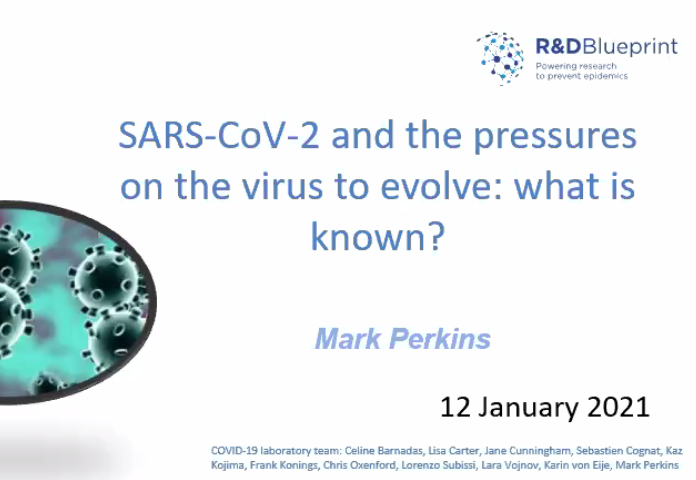 R&DBlueprint
Powering research
to prevent epidemics
SARS-CoV-2 and the pressures
on the virus to evolve: what is
known?
Mark Perkins
12 January 2021
COVID-19 laboratory team: Celine Barnadas, Lisa Carter, Jane Cunningham, Sebastien Cognat, Kaz
Kojima, Frank Konings, Chris Oxenford, Lorenzo Subissi, Lara Vojnov, Karin von Eije, Mark Perkins